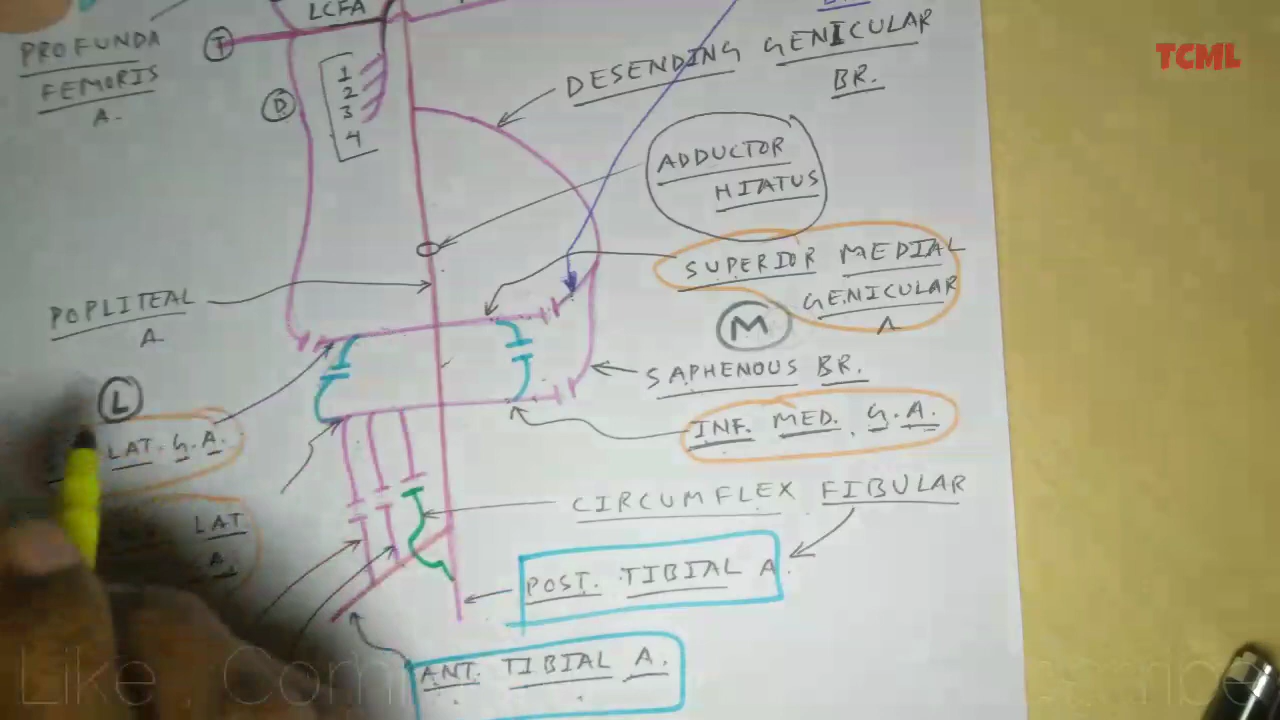 LCFA
PROFUNDA
FEMORIS
A.
T
D
1
2
3
4
DESENDING GENICULAR
BR.
TCML
ADDUCTOR
HIATUS
SUPERIOR MEDIAL
GENICULAR
A
M
POPLITEAL
A
SAPHENOUS BR.
L
LAT. G. A.
INF. MED. G. A.
LAT
A.
CIRCUMFLEX FIBULAR
POST. TIBIAL A.
ANT. TIBIAL A.
Like, Com